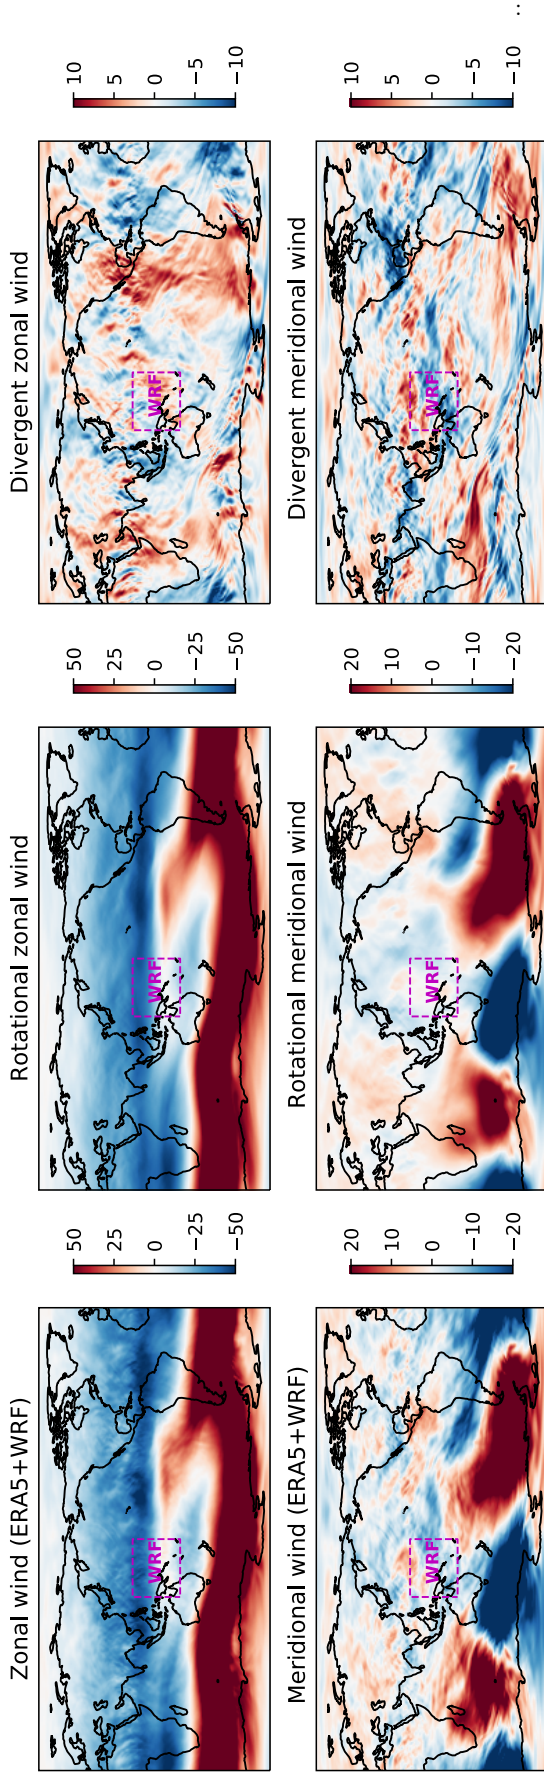 Zonal wind (ERA5+WRF)
WRF
50
25
0
−25
−50
Rotational zonal wind
WRF
50
25
0
−25
−50
Divergent zonal wind
WRF
10
5
0
−5
−10
Meridional wind (ERA5+WRF)
WRF
20
10
0
−10
−20
Rotational meridional wind
WRF
20
10
0
−10
−20
Divergent meridional wind
WRF
10
5
0
−5
−10
..